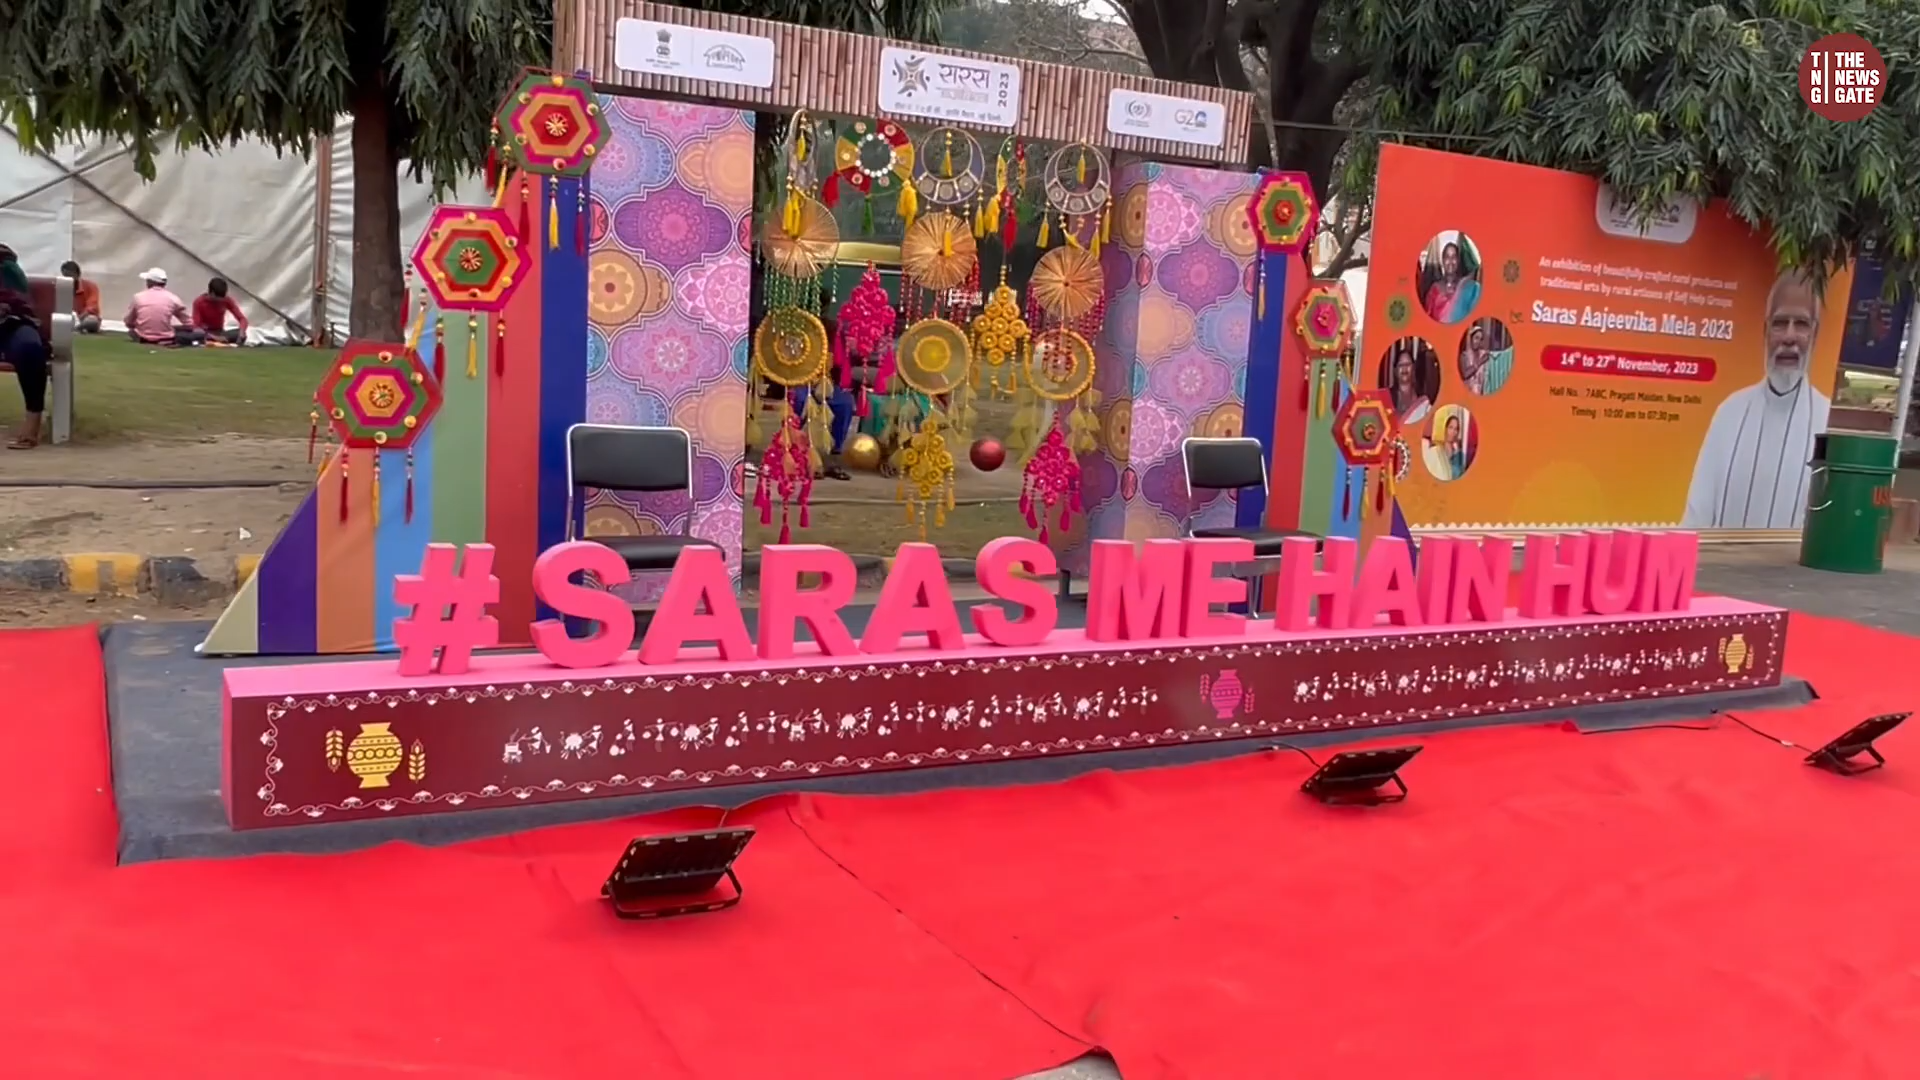 सरस
2023
G20
T N G
THE NEWS GATE
An exhibition of beautifully crafted rural products and
traditional arts by rural artisans of Self Help Groups
Saras Aajeevika Mela 2023
14th to 27th November, 2023
Hall No. 7ABC, Pragati Maidan, New Delhi
Timing 10:00 am to 07:30 pm
#SARAS ME HAIN HUM